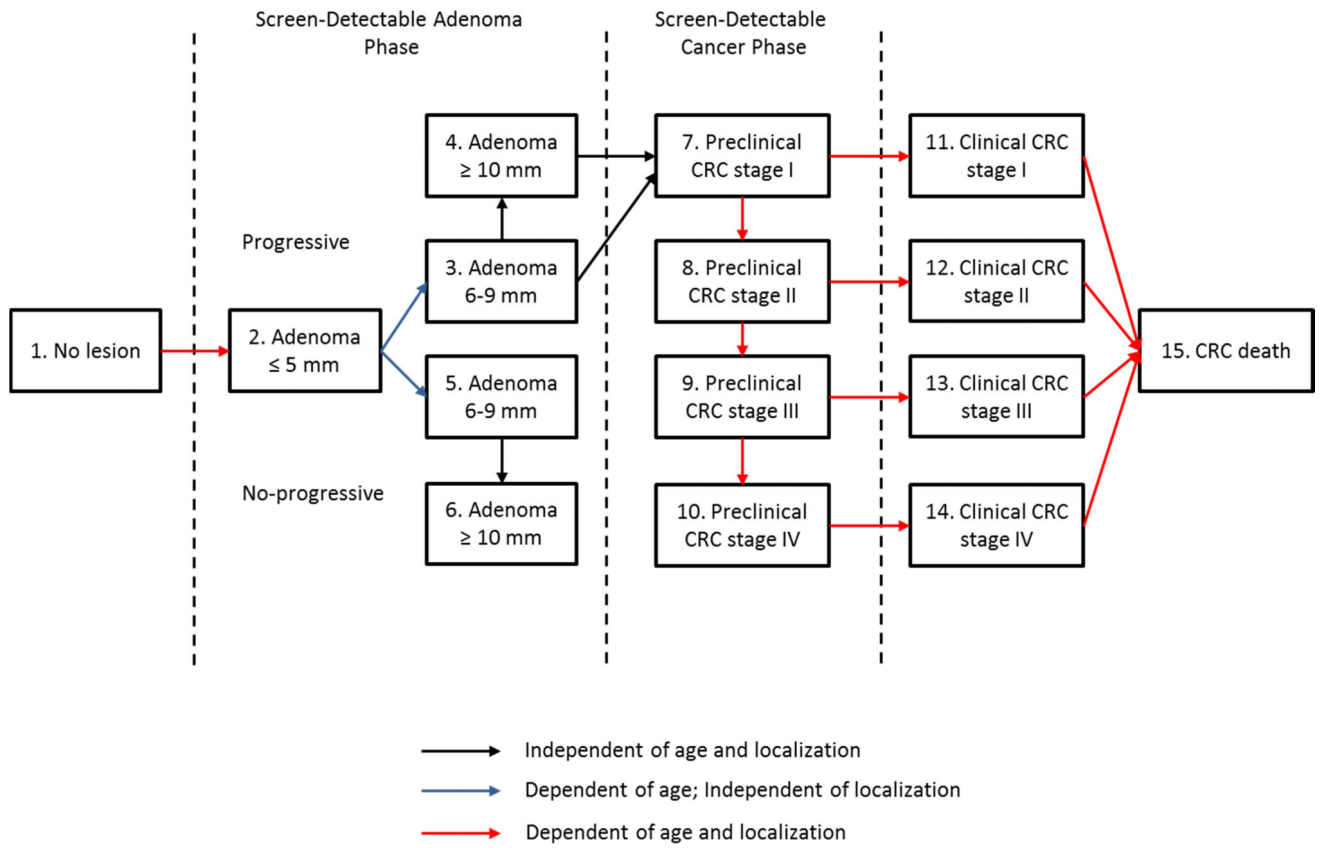 Screen-Detectable Adenoma
Phase
Screen-Detectable
Cancer Phase
4. Adenoma
≥ 10 mm
7. Preclinical
CRC stage I
11. Clinical CRC
stage I
Progressive
3. Adenoma
6-9 mm
8. Preclinical
CRC stage II
12. Clinical CRC
stage II
1. No lesion
2. Adenoma
≤ 5 mm
15. CRC death
5. Adenoma
6-9 mm
9. Preclinical
CRC stage III
13. Clinical CRC
stage III
No-progressive
6. Adenoma
≥ 10 mm
10. Preclinical
CRC stage IV
14. Clinical CRC
stage IV
Independent of age and localization
Dependent of age; Independent of localization
Dependent of age and localization